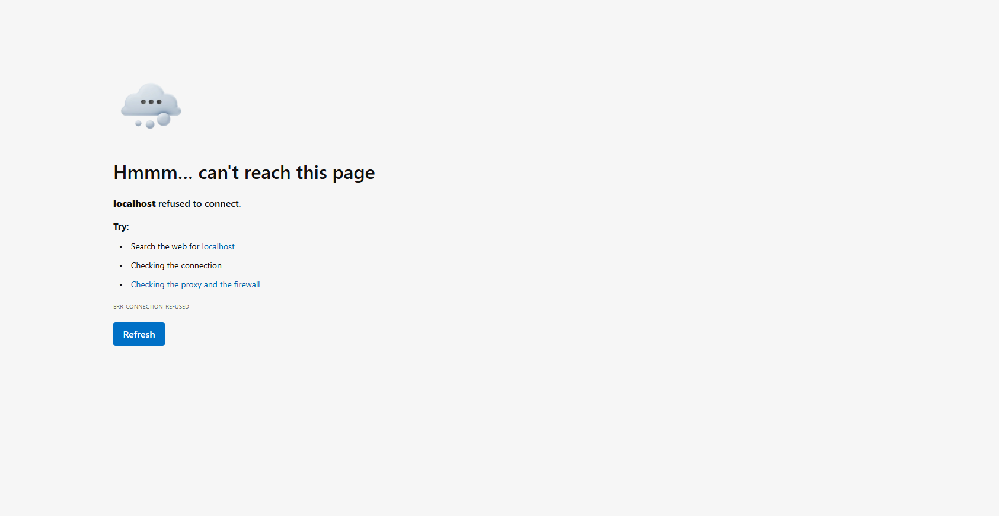 Hmmm... can't reach this page
localhost refused to connect.
Try:
• Search the web for localhost
• Checking the connection
• Checking the proxy and the firewall
ERR_CONNECTION_REFUSED
Refresh